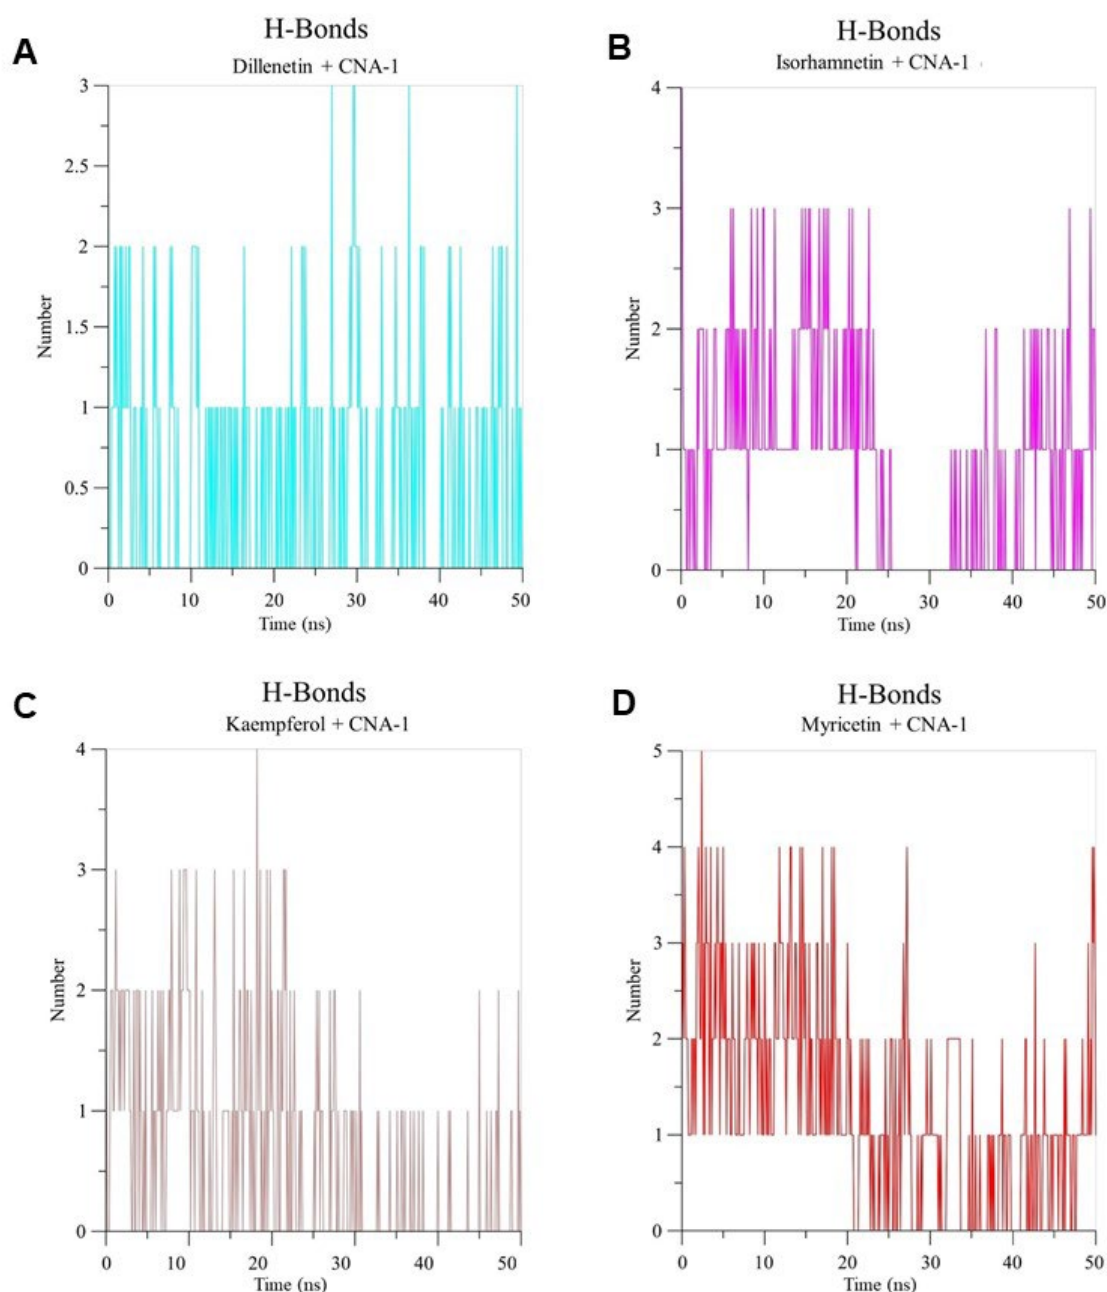 A
H-Bonds
Dillenetin + CNA-1
3
2.5
2
1.5
1
0.5
0
Number
0 10 20 30 40 50
Time (ns)
B
H-Bonds
Isorhamnetin + CNA-1
4
3
2
1
0
Number
0 10 20 30 40 50
Time (ns)
C
H-Bonds
Kaempferol + CNA-1
4
3
2
1
0
Number
0 10 20 30 40 50
Time (ns)
D
H-Bonds
Myricetin + CNA-1
5
4
3
2
1
0
Number
0 10 20 30 40 50
Time (ns)